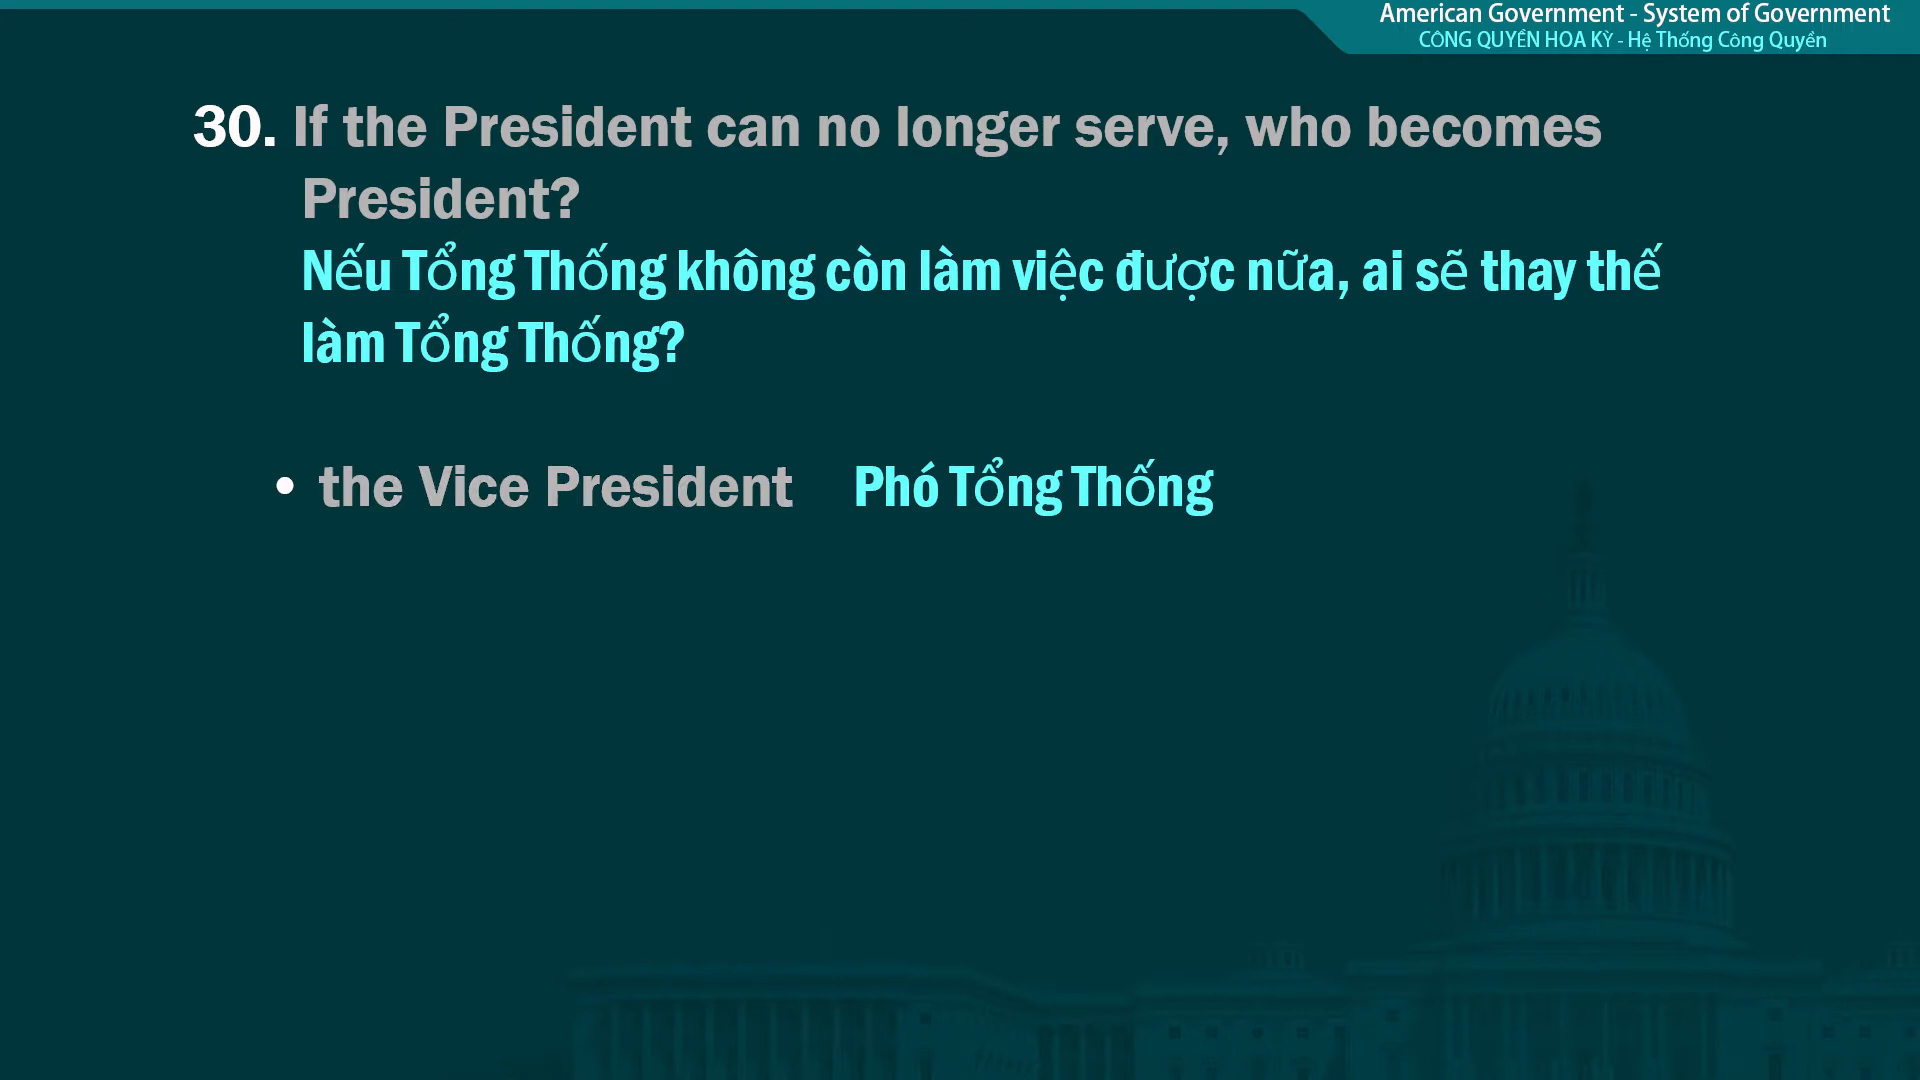 American Government - System of Government
CÔNG QUYỀN HOA KỲ - Hệ Thống Công Quyền
30. If the President can no longer serve, who becomes
President?
Nếu Tổng Thống không còn làm việc được nữa, ai sẽ thay thế
làm Tổng Thống?
• the Vice President Phó Tổng Thống